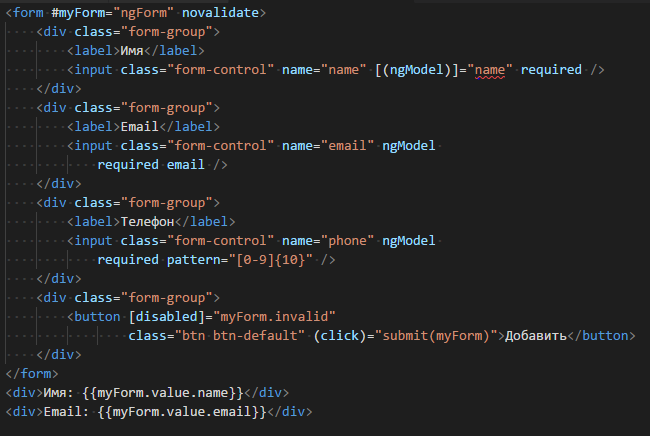 <form #myForm="ngForm" novalidate>
<div class="form-group">
<label>Имя</label>
<input class="form-control" name="name" [(ngModel)]="name" required />
</div>
<div class="form-group">
<label>Email</label>
<input class="form-control" name="email" ngModel
required email />
</div>
<div class="form-group">
<label>Телефон</label>
<input class="form-control" name="phone" ngModel
required pattern="[0-9]{10}" />
</div>
<div class="form-group">
<button [disabled]="myForm.invalid"
class="btn btn-default" (click)="submit(myForm)">Добавить</button>
</div>
</form>
<div>Имя: {{myForm.value.name}}</div>
<div>Email: {{myForm.value.email}}</div>